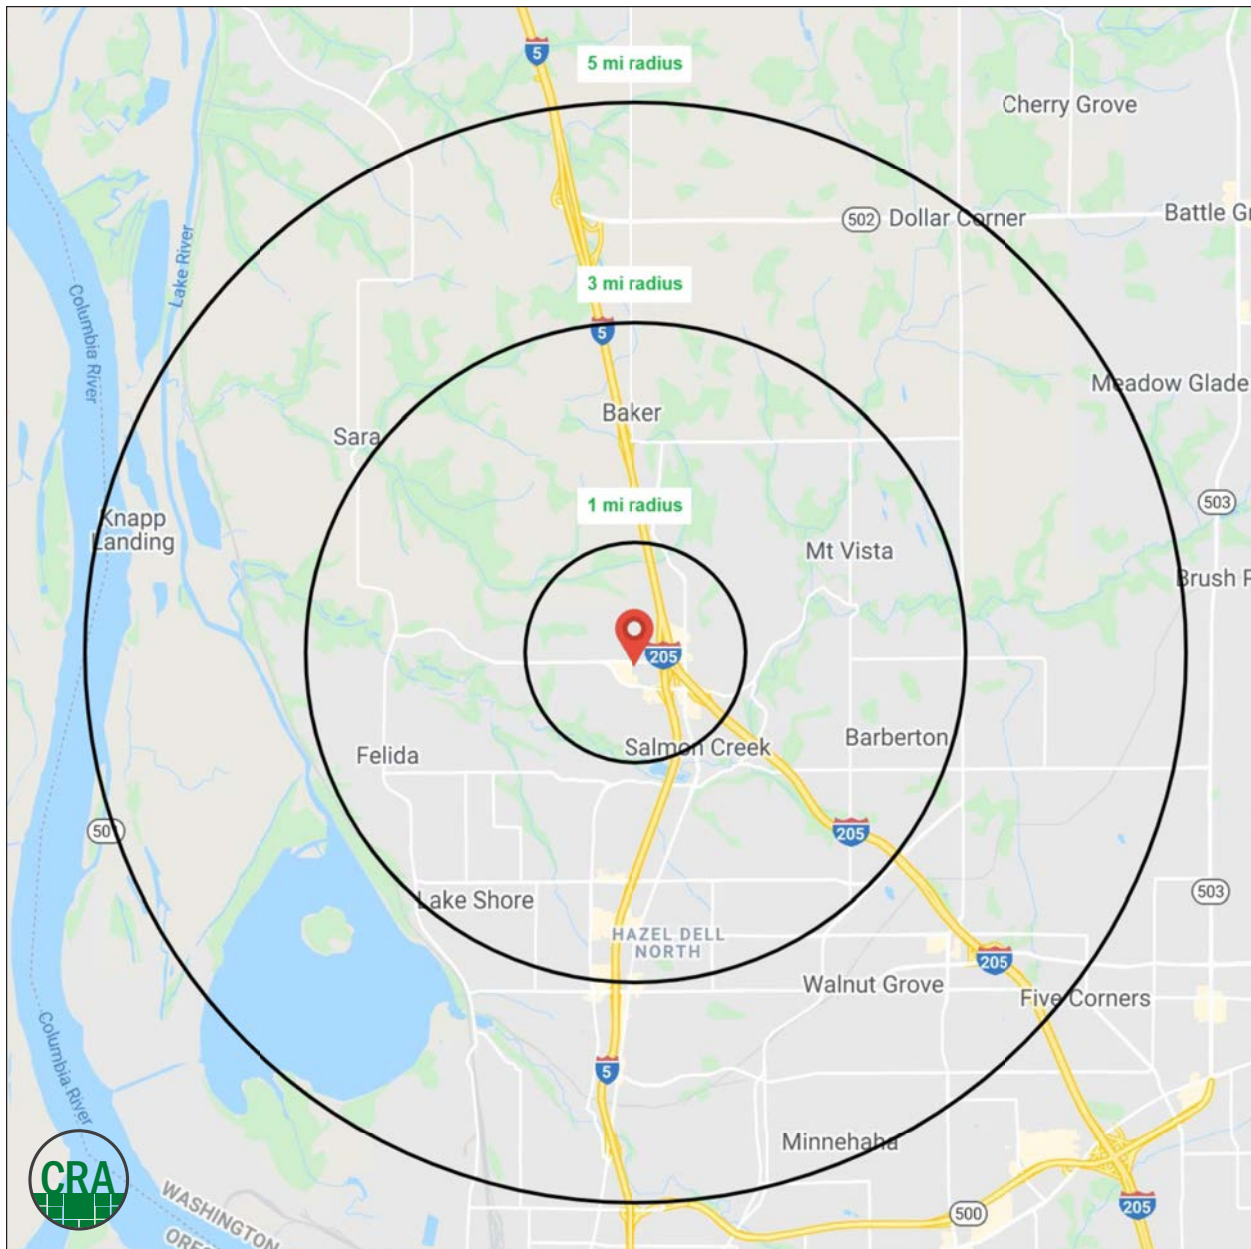 5
5 mi radius
Cherry Grove
502
Dollar Corner
Battle Gr
Lake River
Columbia River
3 mi radius
5
Meadow Glade
Baker
Sara
503
1 mi radius
Knapp
Landing
Mt Vista
Brush P
205
Salmon Creek
Barberton
Felida
50
205
Lake Shore
503
HAZEL DELL
NORTH
205
Walnut Grove
Five Corners
Columbia River
5
Minnehaha
CRA
WASHINGTON
OREG
500
205